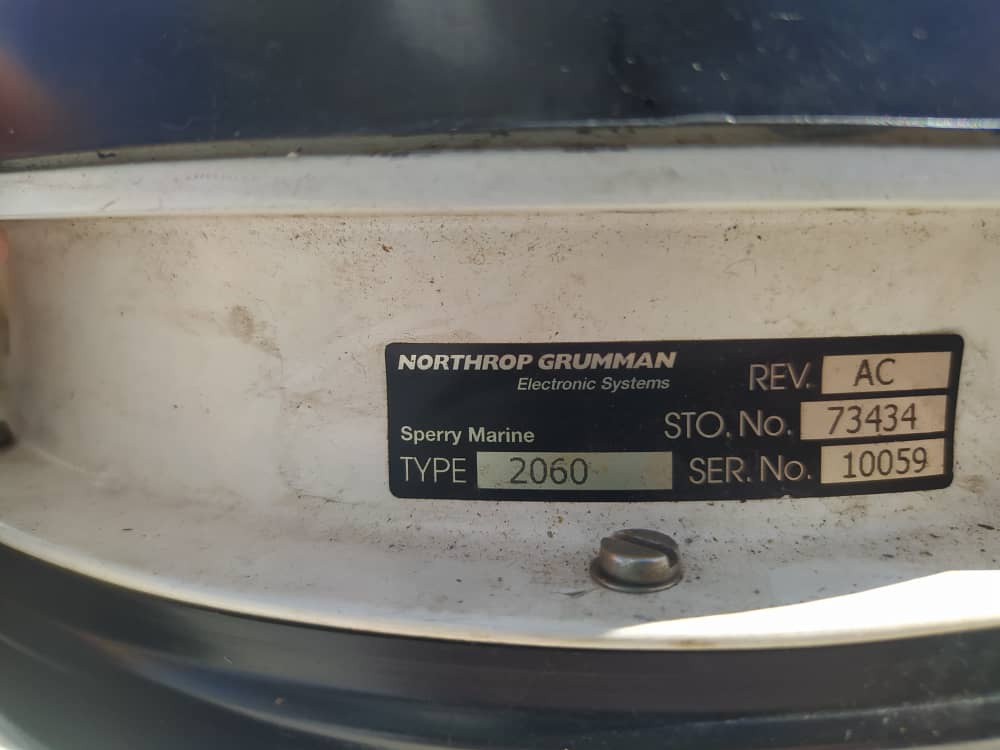 NORTHROP GRUMMAN
Electronic Systems
REV. AC
STO. No. 73434
Sperry Marine
TYPE 2060
SER. No. 10059